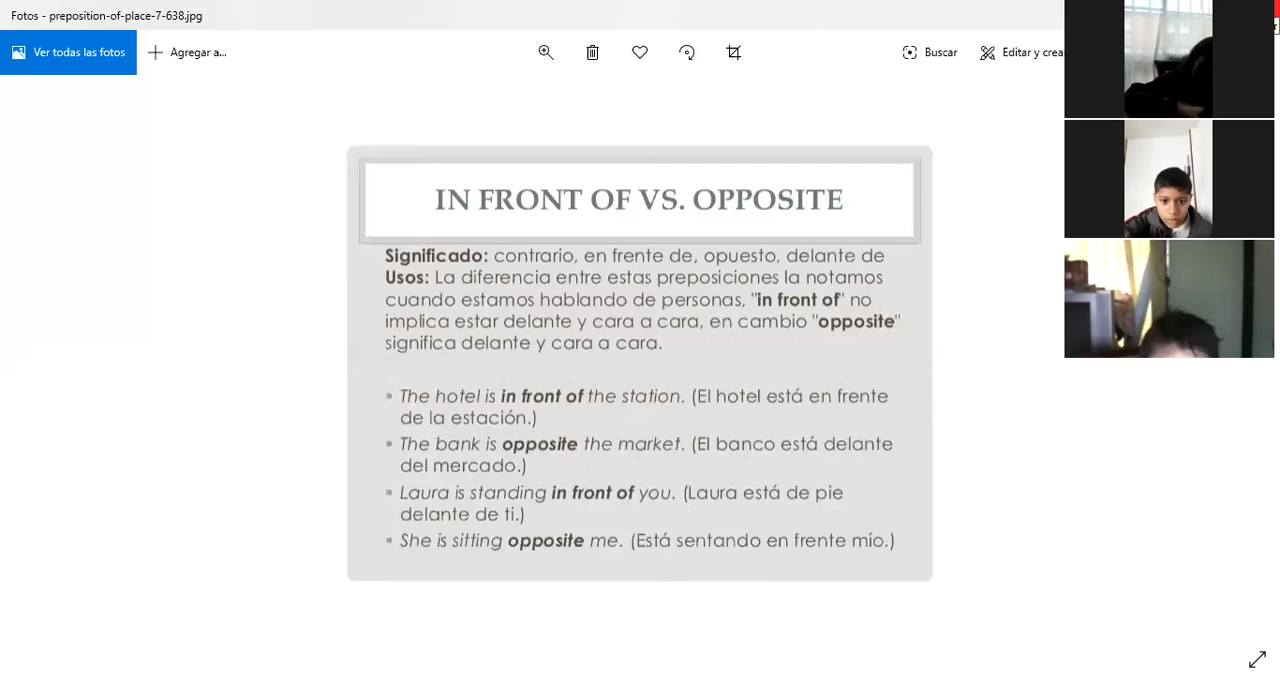 Fotos - preposition-of-place-7-638.jpg
Ver todas las fotos
Agregar a...
Buscar
Editar y crea
IN FRONT OF VS. OPPOSITE
Significado: contrario, en frente de, opuesto, delante de
Usos: La diferencia entre estas preposiciones la notamos
cuando estamos hablando de personas, "in front of" no
implica estar delante y cara a cara, en cambio "opposite"
significa delante y cara a cara.
▪ The hotel is in front of the station. (El hotel está en frente
de la estación.)
▪ The bank is opposite the market. (El banco está delante
del mercado.)
▪ Laura is standing in front of you. (Laura está de pie
delante de ti.)
▪ She is sitting opposite me. (Está sentando en frente mío.)